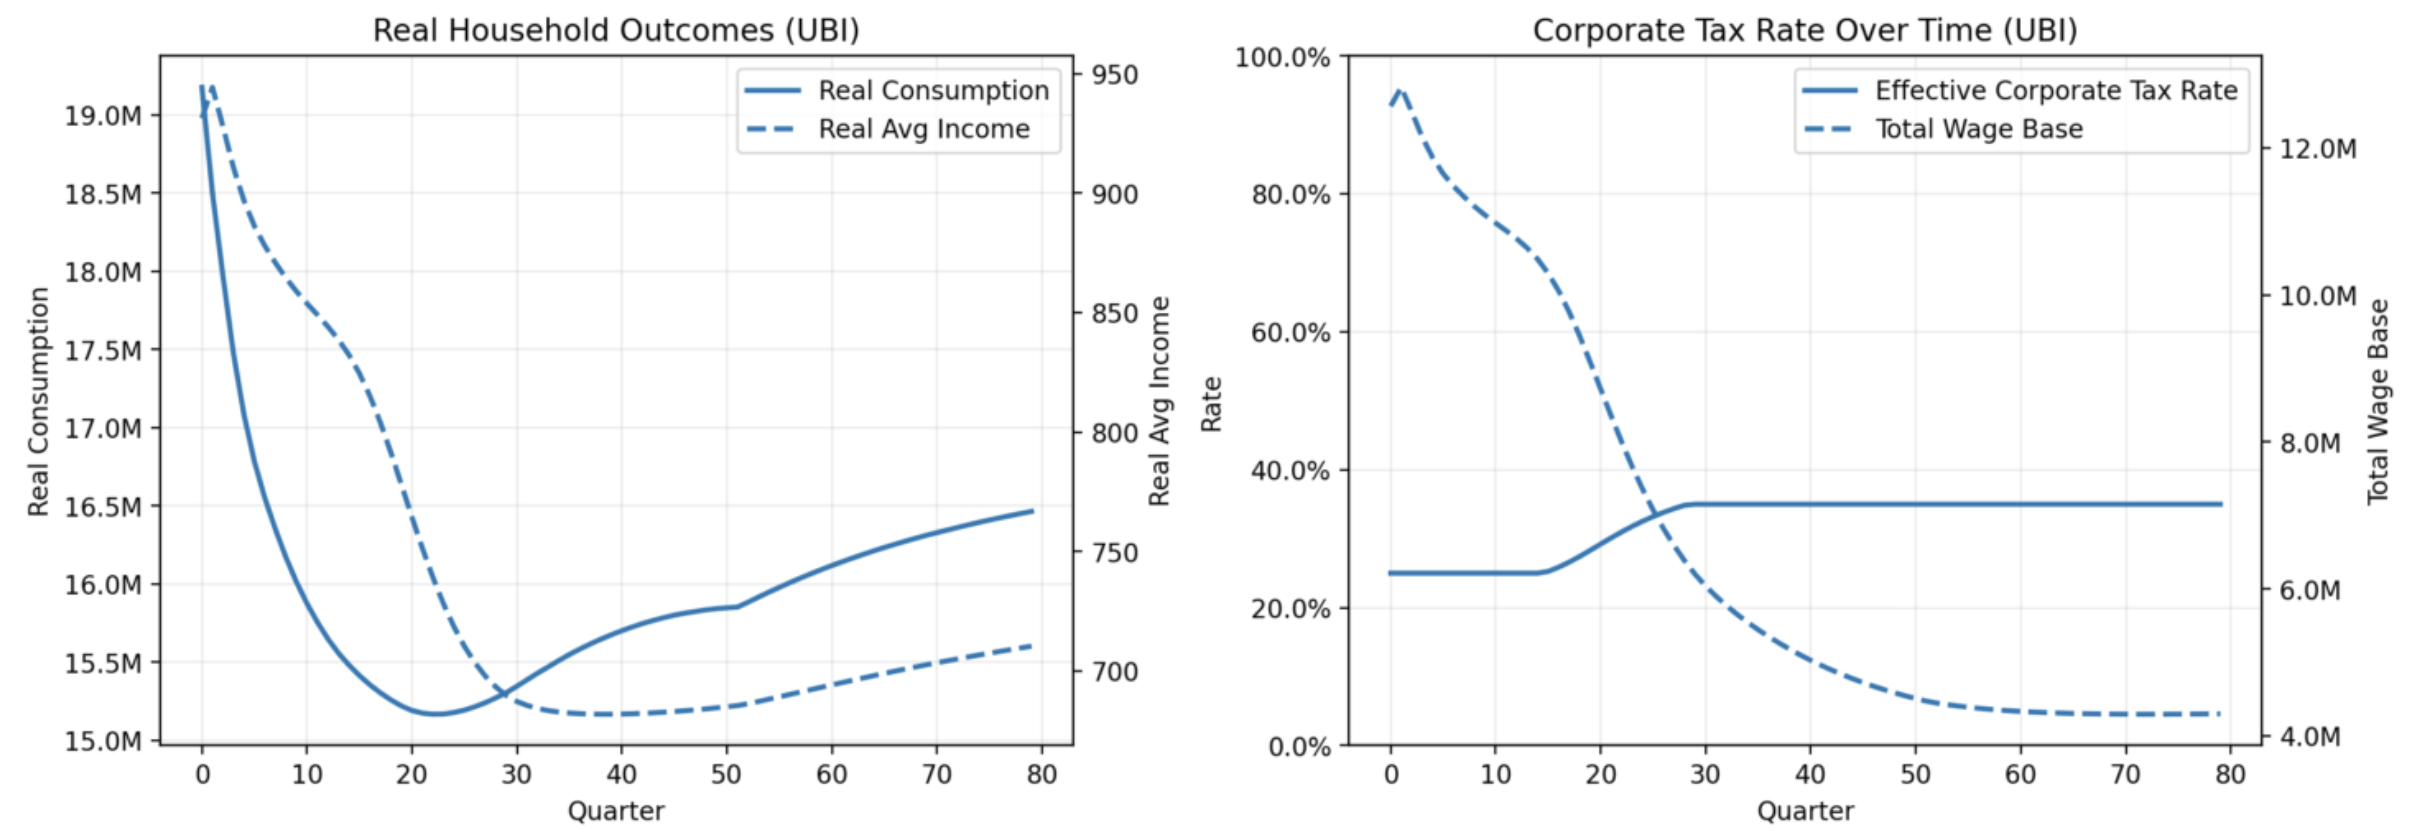 Real Household Outcomes (UBI)
Real Consumption
Real Avg Income
19.0M
18.5M
18.0M
17.5M
17.0M
16.5M
16.0M
15.5M
15.0M
Real Consumption
950
900
850
800
750
700
Real Avg Income
0 10 20 30 40 50 60 70 80
Quarter
Corporate Tax Rate Over Time (UBI)
Effective Corporate Tax Rate
Total Wage Base
100.0%
80.0%
60.0%
40.0%
20.0%
0.0%
Rate
12.0M
10.0M
8.0M
6.0M
4.0M
Total Wage Base
0 10 20 30 40 50 60 70 80
Quarter